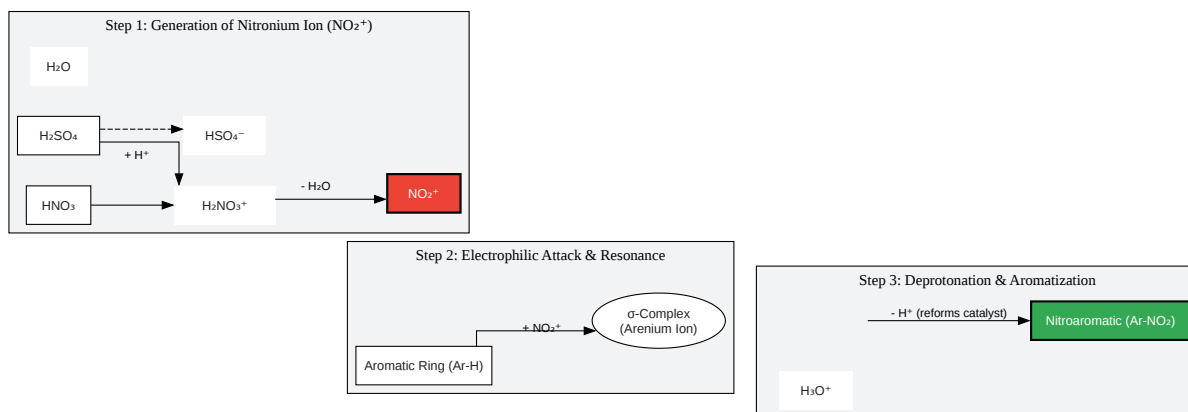 Step 1: Generation of Nitronium Ion (NO₂⁺)
H₂O
H₂SO₄
HSO₄⁻
+ H⁺
HNO₃
H₂NO₃⁺
- H₂O
NO₂⁺
Step 2: Electrophilic Attack & Resonance
σ-Complex
(Arenium Ion)
+ NO₂⁺
Aromatic Ring (Ar-H)
Step 3: Deprotonation & Aromatization
- H⁺ (reforms catalyst)
Nitroaromatic (Ar-NO₂)
H₃O⁺